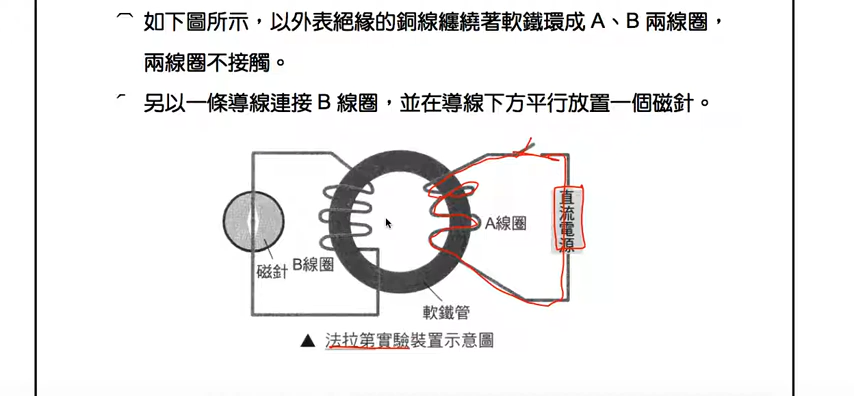 如下圖所示，以外表絕緣的銅線纏繞著軟鐵環成 A、B 兩線圈，
兩線圈不接觸。
另以一條導線連接 B 線圈，並在導線下方平行放置一個磁針。
直流電源
A線圈
磁針
B線圈
軟鐵管
▲ 法拉第實驗裝置示意圖